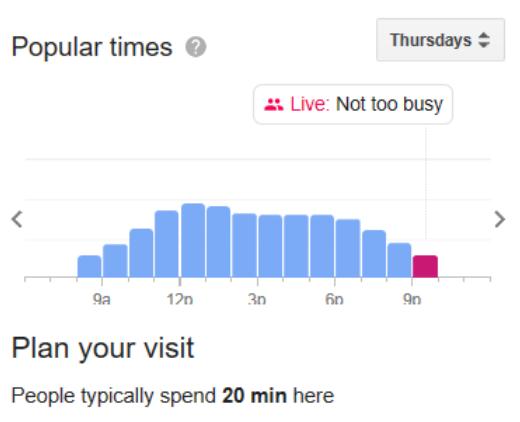 Popular times ?
Thursdays
Live: Not too busy
9a 12p 3p 6p 9p
Plan your visit
People typically spend 20 min here